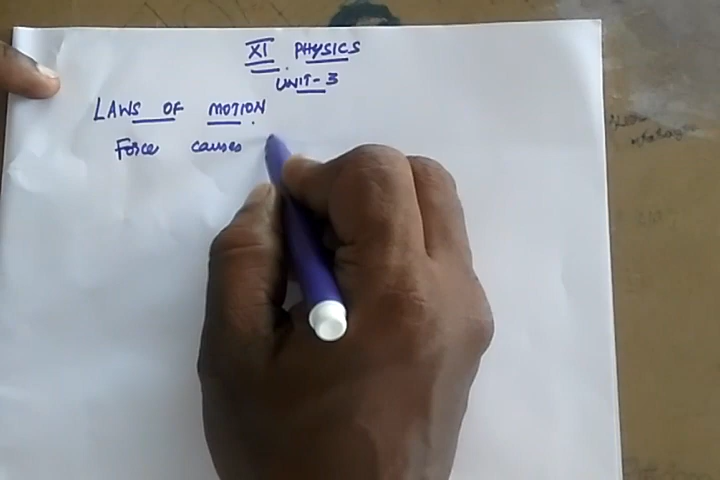 XI PHYSICS
UNIT-3
LAWS OF MOTION
Force causes